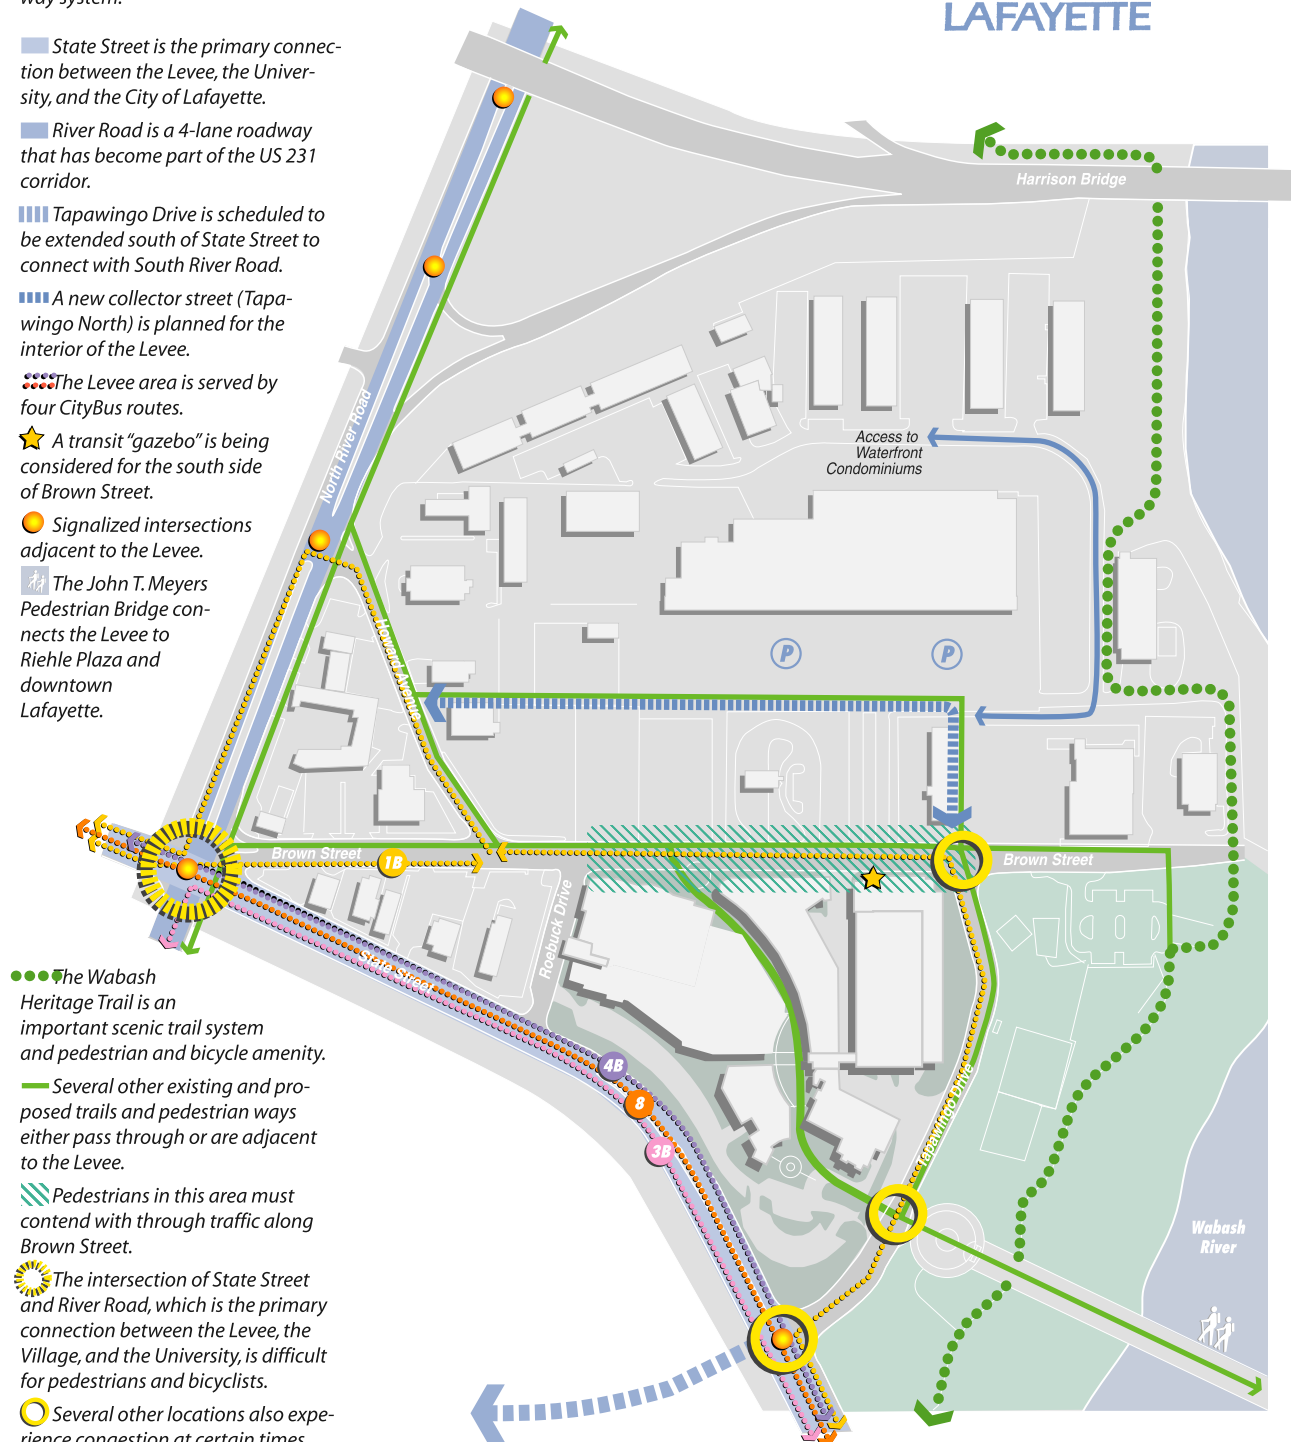 way system.
State Street is the primary connec-
tion between the Levee, the Univer-
sity, and the City of Lafayette.
River Road is a 4-lane roadway
that has become part of the US 231
corridor.
Tapawingo Drive is scheduled to
be extended south of State Street to
connect with South River Road.
A new collector street (Tapa-
wingo North) is planned for the
interior of the Levee.
The Levee area is served by
four CityBus routes.
A transit “gazebo” is being
considered for the south side
of Brown Street.
Signalized intersections
adjacent to the Levee.
The John T. Meyers
Pedestrian Bridge con-
nects the Levee to
Riehle Plaza and
downtown
Lafayette.
The Wabash
Heritage Trail is an
important scenic trail system
and pedestrian and bicycle amenity.
Several other existing and pro-
posed trails and pedestrian ways
either pass through or are adjacent
to the Levee.
Pedestrians in this area must
contend with through traffic along
Brown Street.
The intersection of State Street
and River Road, which is the primary
connection between the Levee, the
Village, and the University, is difficult
for pedestrians and bicyclists.
Several other locations also expe-
rience congestion at certain times
LAFAYETTE
Harrison Bridge
North River Road
Access to
Waterfront
Condominiums
P
P
Howard Avenue
Brown Street
1B
Brown Street
Roebuck Drive
State Street
4B
8
3B
Tapawingo Drive
Wabash
River